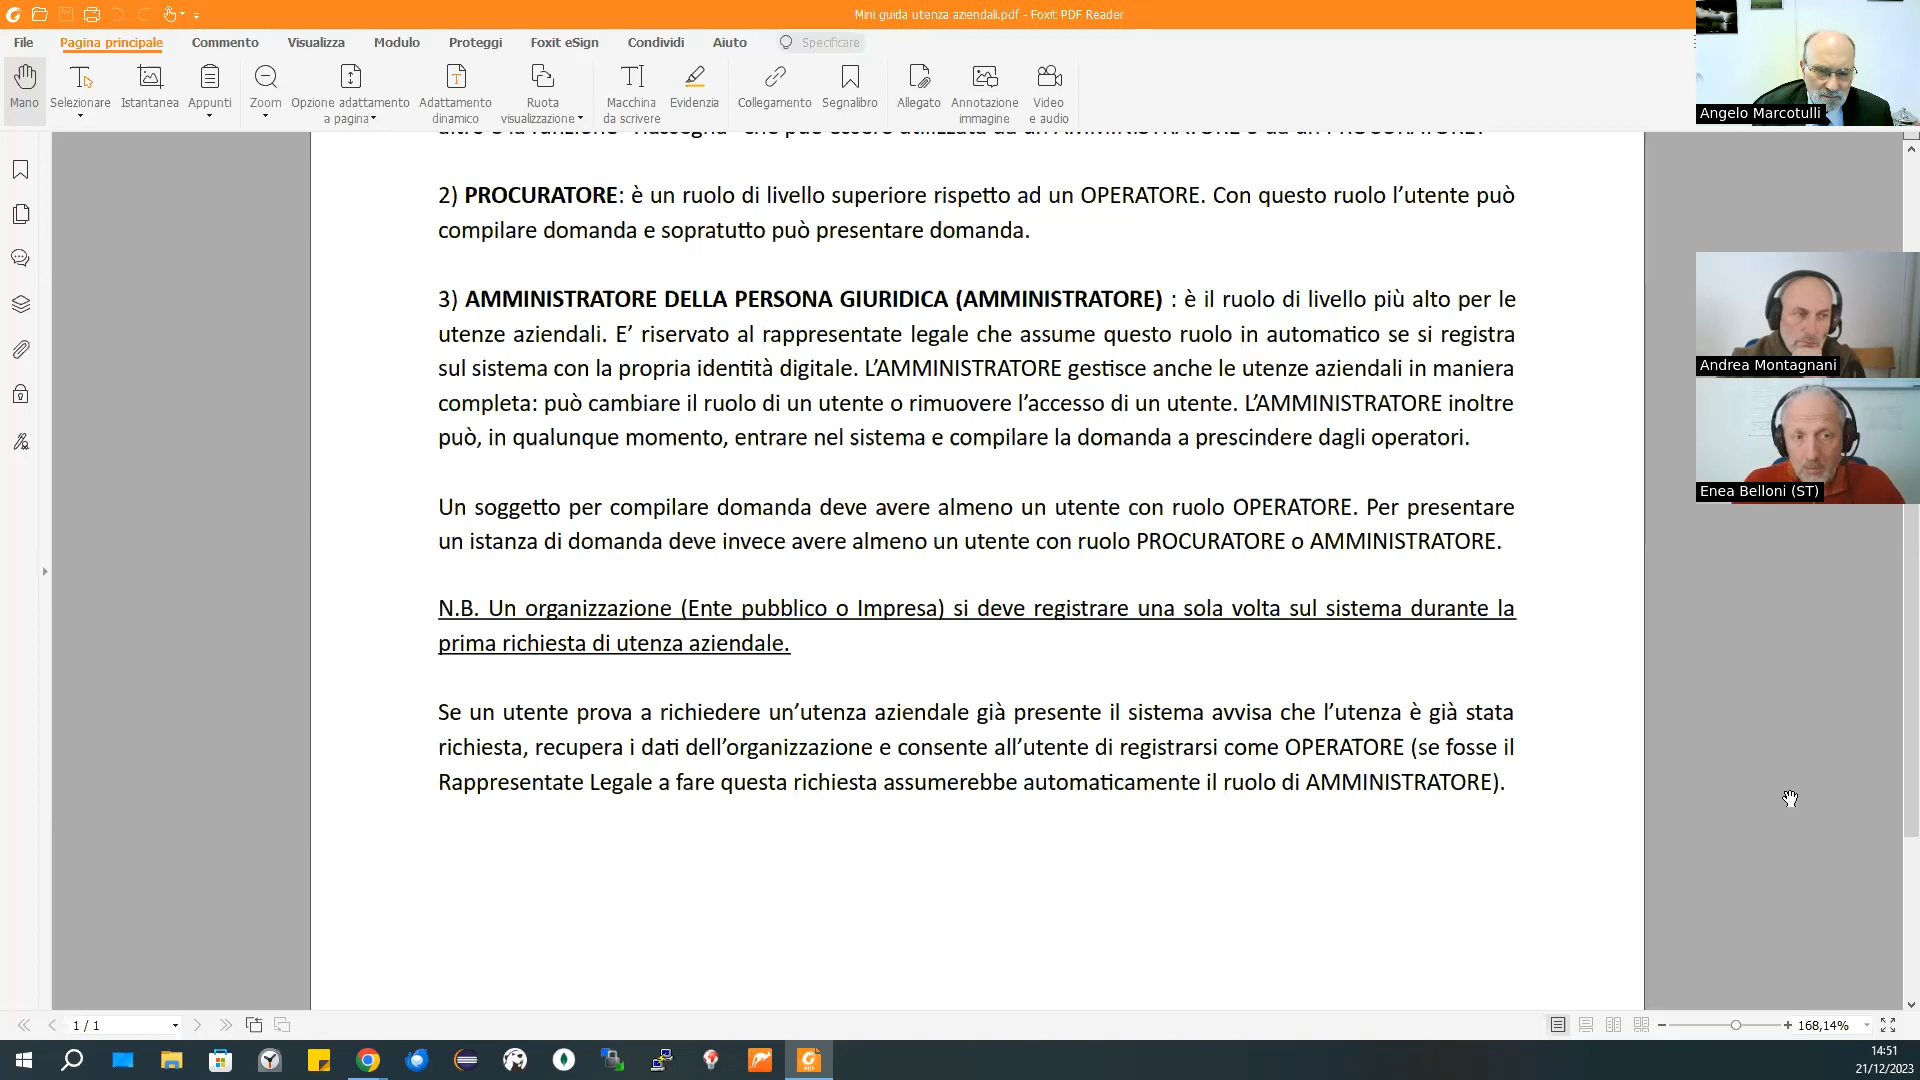 Mini guida utenza aziendali.pdf - Foxit PDF Reader
File Pagina principale Commento Visualizza Modulo Proteggi Foxit eSign Condividi Aiuto Specificare
Mano Selezionare Istantanea Appunti Zoom Opzione adattamento a pagina Adattamento dinamico Ruota visualizzazione Macchina da scrivere Evidenzia Collegamento Segnalibro Allegato Annotazione immagine Video e audio
Angelo Marcotulli
2) PROCURATORE: è un ruolo di livello superiore rispetto ad un OPERATORE. Con questo ruolo l’utente può
compilare domanda e sopratutto può presentare domanda.
3) AMMINISTRATORE DELLA PERSONA GIURIDICA (AMMINISTRATORE) : è il ruolo di livello più alto per le
utenze aziendali. E’ riservato al rappresentate legale che assume questo ruolo in automatico se si registra
sul sistema con la propria identità digitale. L’AMMINISTRATORE gestisce anche le utenze aziendali in maniera
completa: può cambiare il ruolo di un utente o rimuovere l’accesso di un utente. L’AMMINISTRATORE inoltre
può, in qualunque momento, entrare nel sistema e compilare la domanda a prescindere dagli operatori.
Andrea Montagnani
Enea Belloni (ST)
Un soggetto per compilare domanda deve avere almeno un utente con ruolo OPERATORE. Per presentare
un istanza di domanda deve invece avere almeno un utente con ruolo PROCURATORE o AMMINISTRATORE.
N.B. Un organizzazione (Ente pubblico o Impresa) si deve registrare una sola volta sul sistema durante la
prima richiesta di utenza aziendale.
Se un utente prova a richiedere un’utenza aziendale già presente il sistema avvisa che l’utenza è già stata
richiesta, recupera i dati dell’organizzazione e consente all’utente di registrarsi come OPERATORE (se fosse il
Rappresentate Legale a fare questa richiesta assumerebbe automaticamente il ruolo di AMMINISTRATORE).
1 / 1
168,14%
14:51
21/12/2023